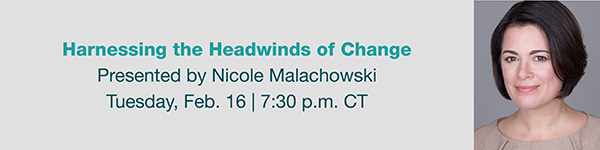 Harnessing the Headwinds of Change
Presented by Nicole Malachowski
Tuesday, Feb. 16 | 7:30 p.m. CT